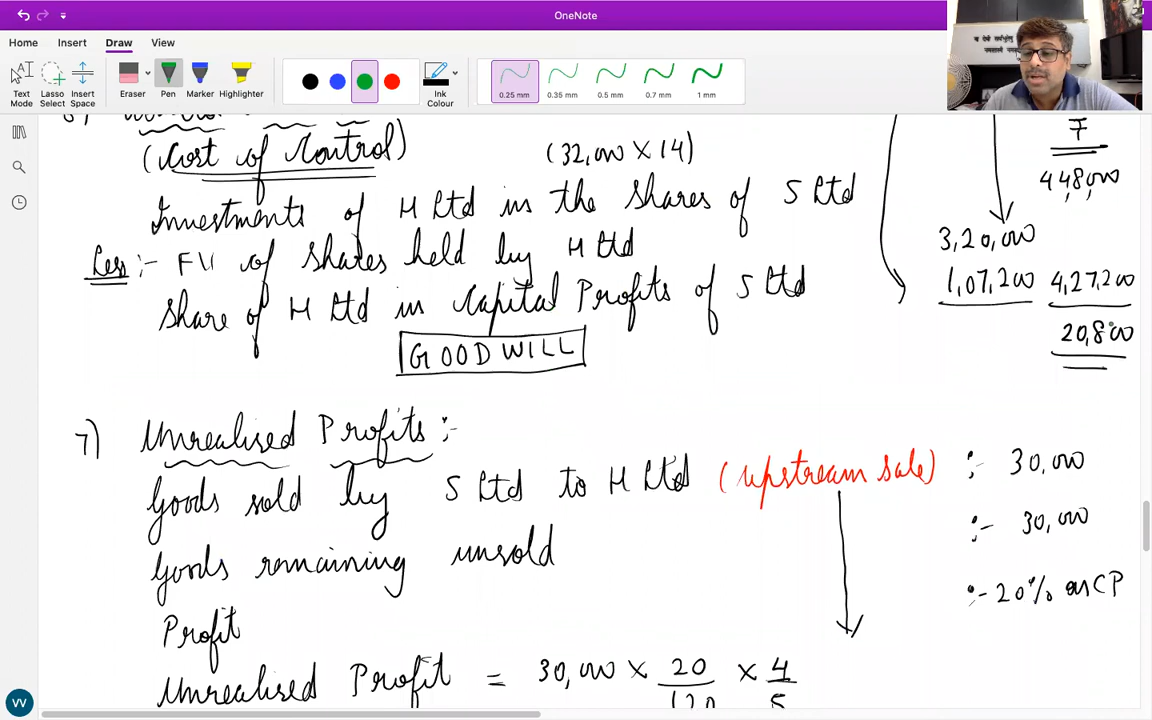 OneNote
Home Insert Draw View
Text Mode
Lasso Select
Insert Space
Eraser
Pen
Marker
Highlighter
Ink Colour
0.25 mm
0.35 mm
0.5 mm
0.7 mm
1 mm
(Cost of Control) (32,000 × 14)
7
4,48,000
Investments of H Ltd in the shares of S Ltd
Less :- FV of shares held by H Ltd 3,20,000
share of H Ltd in Capital Profits of S Ltd 1,07,200 4,27,200
GOODWILL 20,800
7) Unrealised Profits :-
Goods sold by S Ltd to H Ltd (upstream sale) :- 30,000
Goods remaining unsold :- 30,000
Profit :- 20% on CP
Unrealised Profit = 30,000 × 20/120 × 4/5
VV